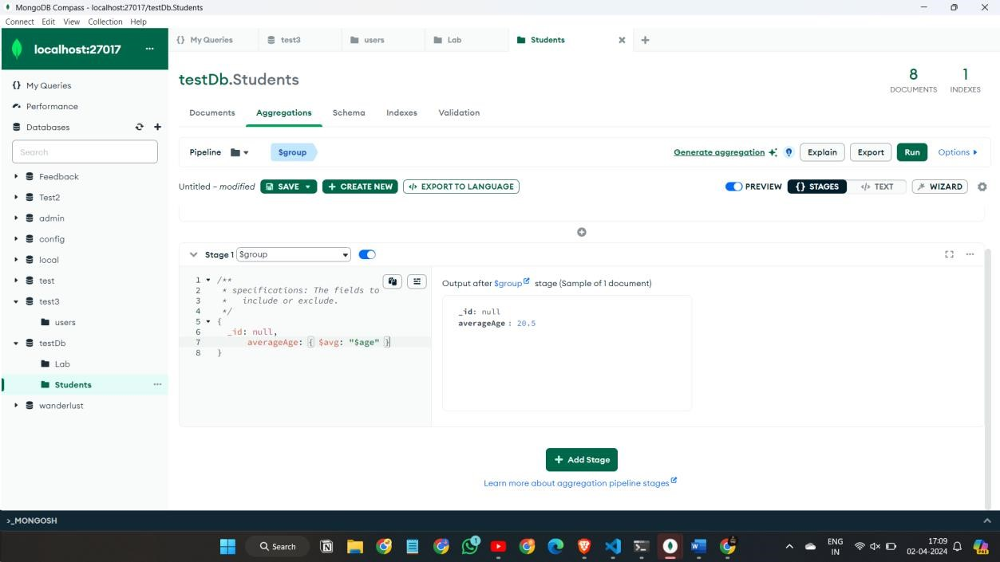 MongoDB Compass - localhost:27017/testDb.Students
Connect Edit View Collection Help
localhost:27017 ...
{} My Queries
test3
users
Lab
Students
My Queries
Performance
Databases
Search
Feedback
Test2
admin
config
local
test
test3
users
testDb
Lab
Students
wanderlust
testDb.Students
8
DOCUMENTS
1
INDEXES
Documents Aggregations Schema Indexes Validation
Pipeline $group Generate aggregation Explain Export Run Options
Untitled – modified SAVE + CREATE NEW </> EXPORT TO LANGUAGE PREVIEW {} STAGES </> TEXT WIZARD
Stage 1 $group
1 /**
2 * specifications: The fields to
3 * include or exclude.
4 */
5 {
6 _id: null,
7 averageAge: { $avg: "$age" }
8 }
Output after $group stage (Sample of 1 document)
_id: null
averageAge : 20.5
+ Add Stage
Learn more about aggregation pipeline stages
>_MONGOSH
Search
1
ENG
IN
17:09
02-04-2024
PRE